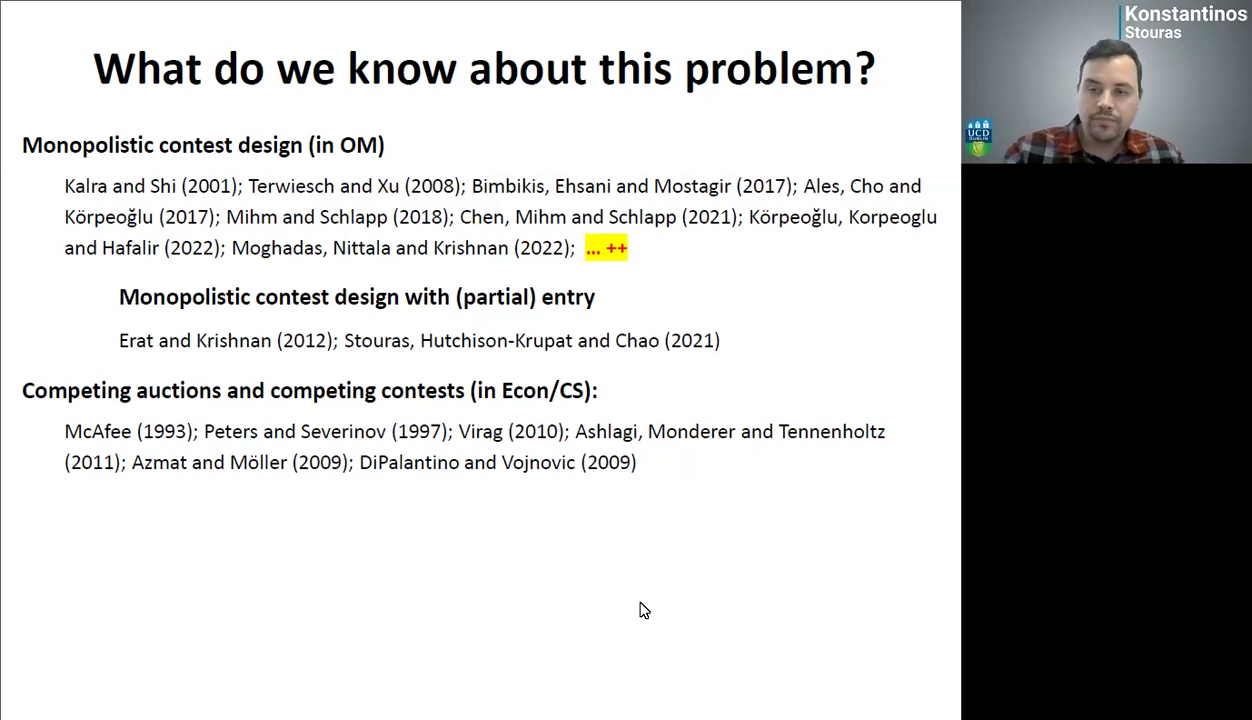 What do we know about this problem?
Konstantinos
Stouras
UCD
DUBLIN
Monopolistic contest design (in OM)
Kalra and Shi (2001); Terwiesch and Xu (2008); Bimbikis, Ehsani and Mostagir (2017); Ales, Cho and
Körpeoğlu (2017); Mihm and Schlapp (2018); Chen, Mihm and Schlapp (2021); Körpeoğlu, Korpeoglu
and Hafalir (2022); Moghadas, Nittala and Krishnan (2022); ... ++
Monopolistic contest design with (partial) entry
Erat and Krishnan (2012); Stouras, Hutchison-Krupat and Chao (2021)
Competing auctions and competing contests (in Econ/CS):
McAfee (1993); Peters and Severinov (1997); Virag (2010); Ashlagi, Monderer and Tennenholtz
(2011); Azmat and Möller (2009); DiPalantino and Vojnovic (2009)